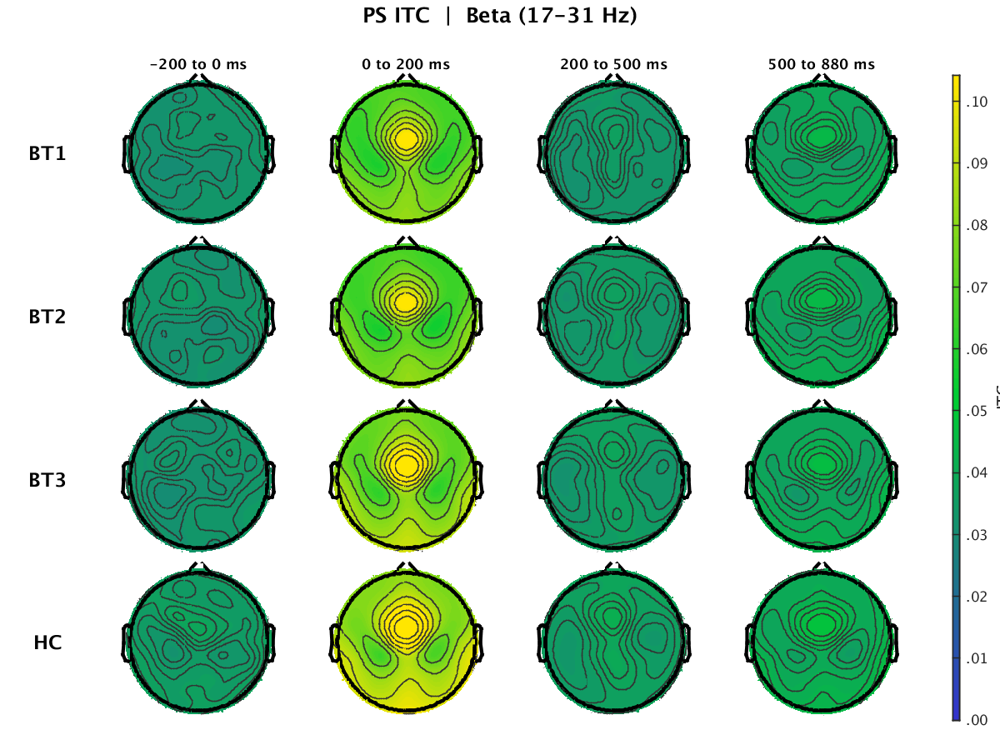 PS ITC | Beta (17-31 Hz)
-200 to 0 ms
0 to 200 ms
200 to 500 ms
500 to 880 ms
BT1
BT2
BT3
HC
.10
.09
.08
.07
.06
.05
.04
.03
.02
.01
.00